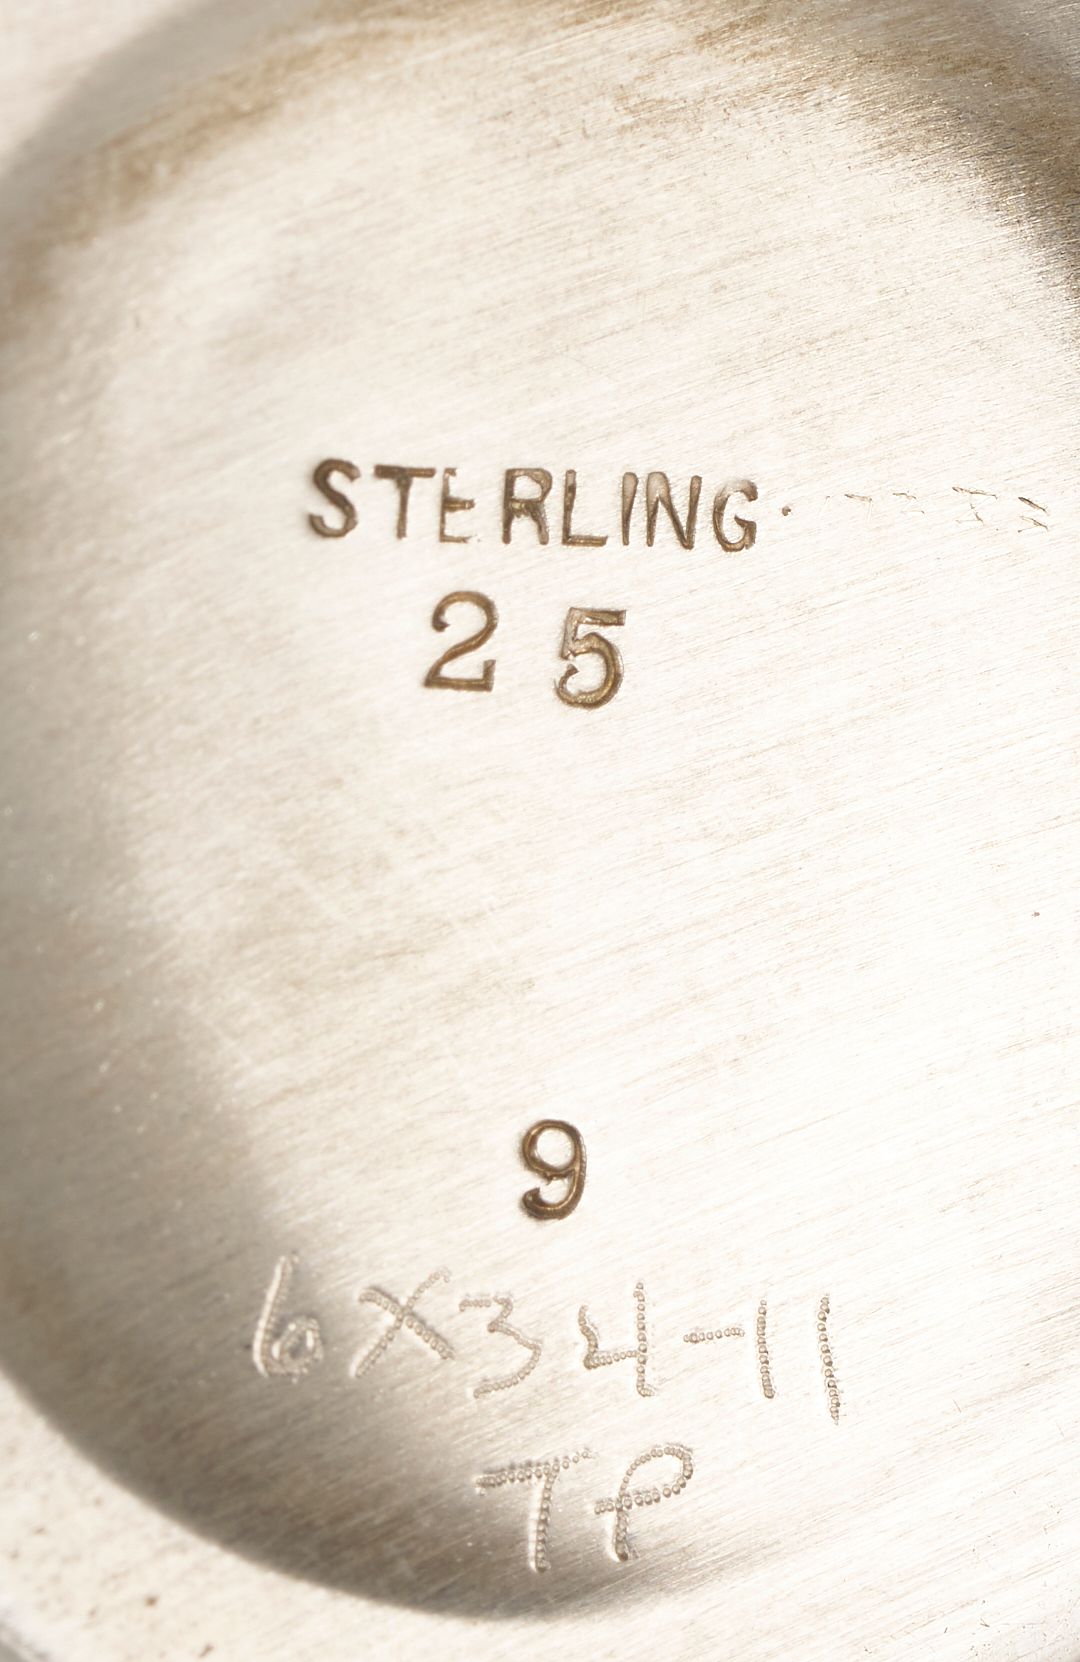 STERLING
25
9
6X34-11
TP